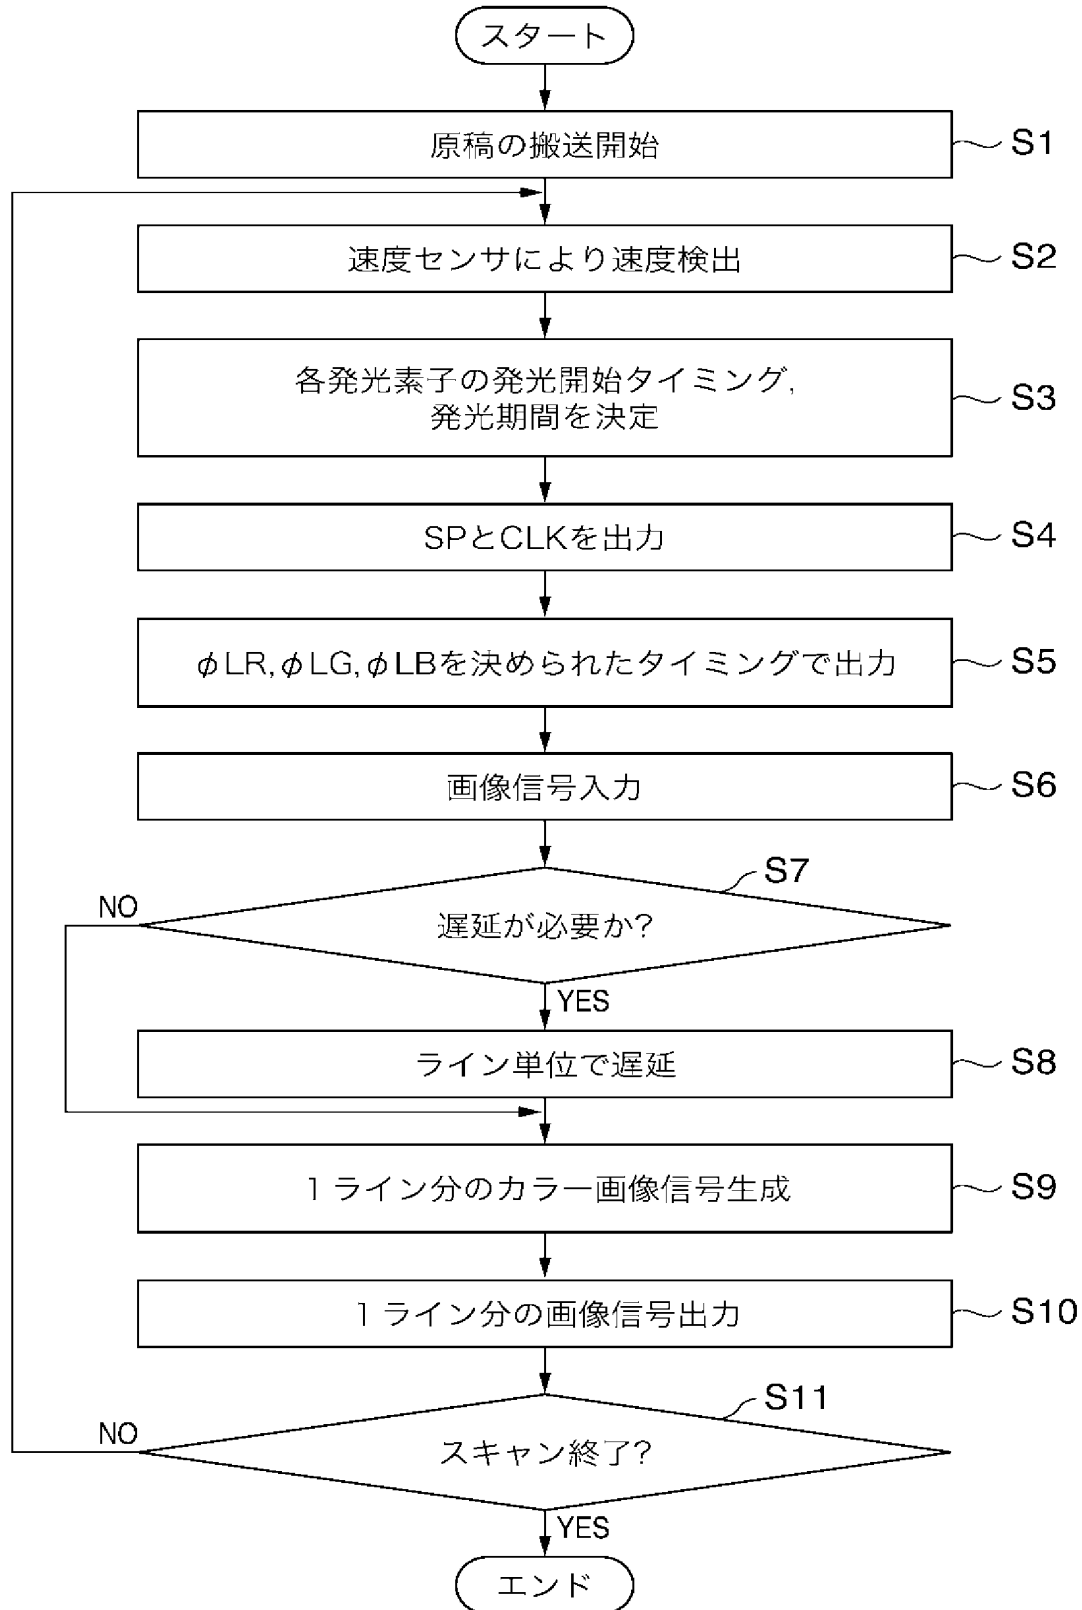 スタート
原稿の搬送開始
S1
速度センサにより速度検出
S2
各発光素子の発光開始タイミング,
発光期間を決定
S3
SPとCLKを出力
S4
φLR,φLG,φLBを決められたタイミングで出力
S5
画像信号入力
S6
S7
NO
遅延が必要か?
YES
ライン単位で遅延
S8
1ライン分のカラー画像信号生成
S9
1ライン分の画像信号出力
S10
S11
NO
スキャン終了?
YES
エンド